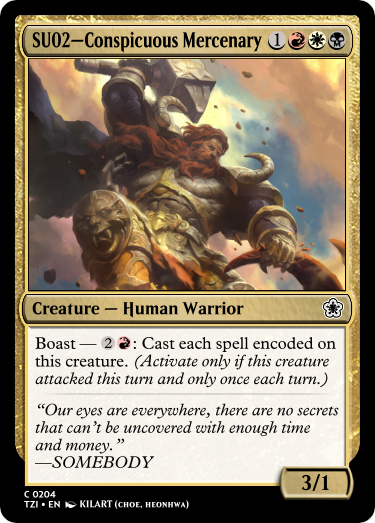 SU02—Conspicuous Mercenary 1
Creature — Human Warrior
Boast — 2: Cast each spell encoded on
this creature. (Activate only if this creature
attacked this turn and only once each turn.)
“Our eyes are everywhere, there are no secrets
that can’t be uncovered with enough time
and money.”
—SOMEBODY
3/1
C 0204
TZI • EN KILART (CHOE, HEONHWA)